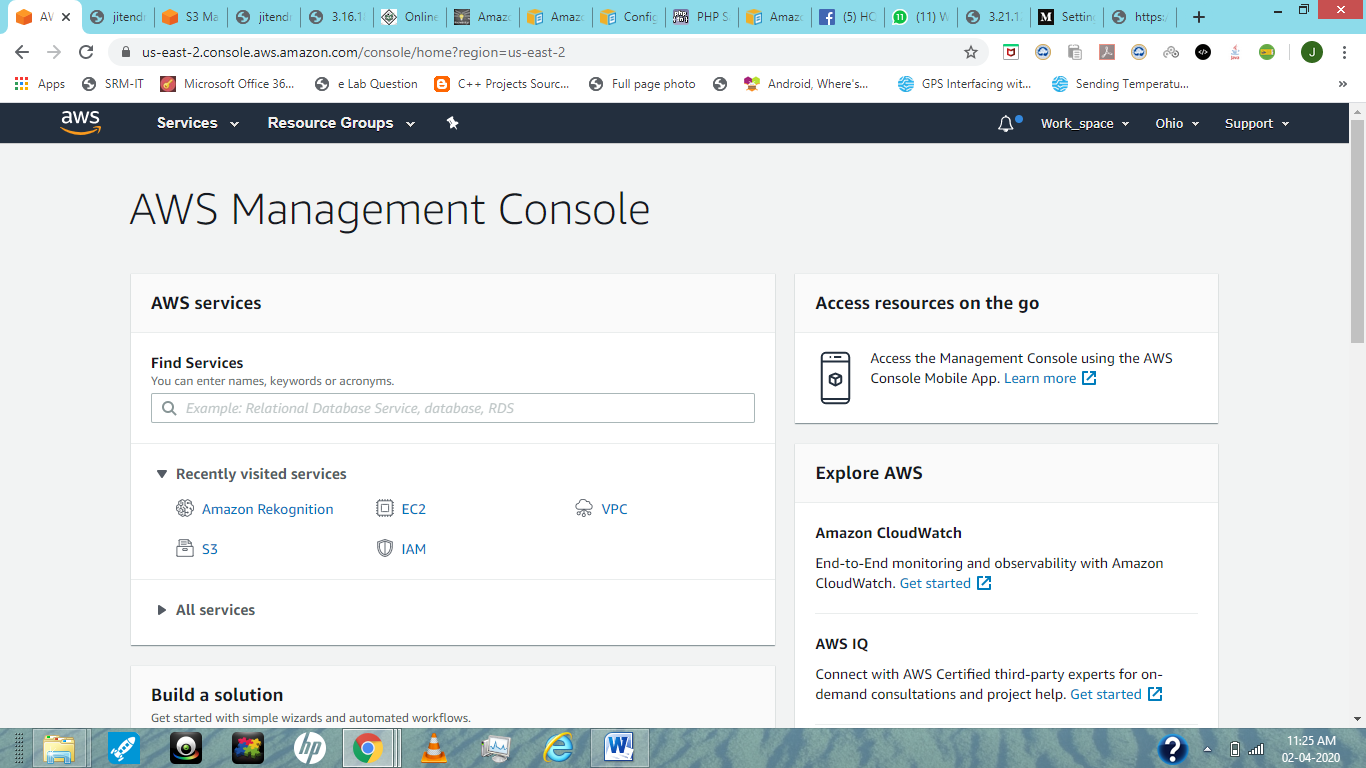 AW
jitendr
S3 Ma
jitendr
3.16.1
Online
Amazo
Amazo
Config
PHP S
Amazo
(5) HC
(11) W
3.21.1
Settin
https:/
us-east-2.console.aws.amazon.com/console/home?region=us-east-2
J
Apps
SRM-IT
Microsoft Office 36...
e Lab Question
C++ Projects Sourc...
Full page photo
Android, Where's...
GPS Interfacing wit...
Sending Temperatu...
»
aws
Services
Resource Groups
Work_space
Ohio
Support
AWS Management Console
AWS services
Find Services
You can enter names, keywords or acronyms.
Example: Relational Database Service, database, RDS
Recently visited services
Amazon Rekognition
EC2
VPC
S3
IAM
All services
Build a solution
Get started with simple wizards and automated workflows.
Access resources on the go
Access the Management Console using the AWS
Console Mobile App. Learn more
Explore AWS
Amazon CloudWatch
End-to-End monitoring and observability with Amazon
CloudWatch. Get started
AWS IQ
Connect with AWS Certified third-party experts for on-
demand consultations and project help. Get started
hp
11:25 AM
02-04-2020